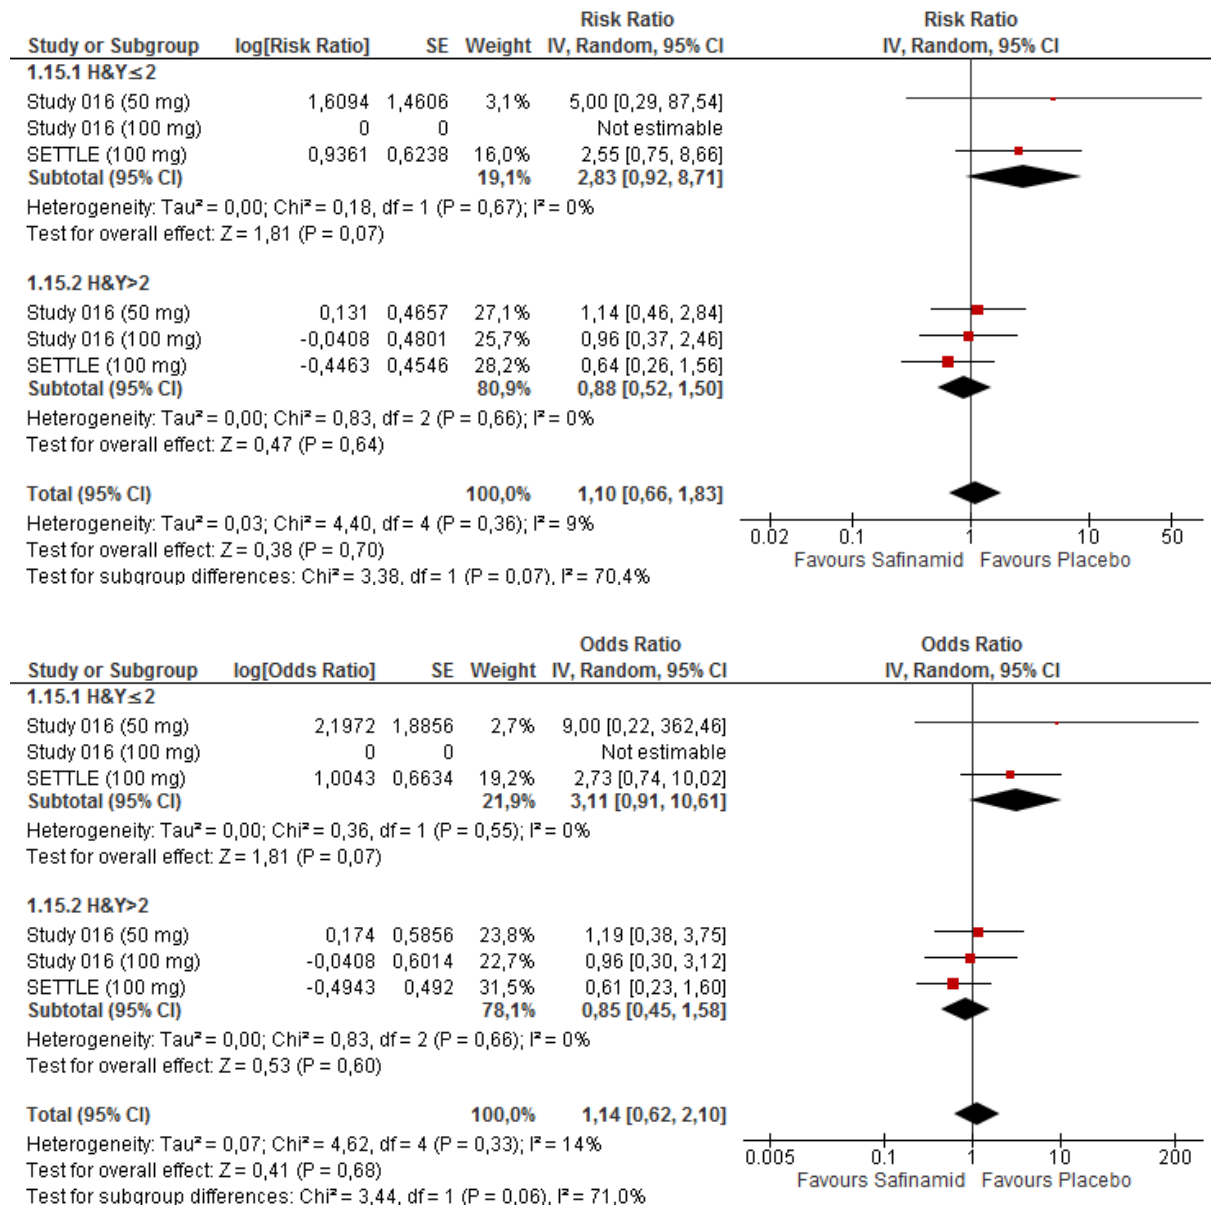 Risk Ratio Risk Ratio
Study or Subgroup log[Risk Ratio] SE Weight IV, Random, 95% CI IV, Random, 95% CI
1.15.1 H&Y≤2
Study 016 (50 mg) 1,6094 1,4606 3,1% 5,00 [0,29, 87,54]
Study 016 (100 mg) 0 0 Not estimable
SETTLE (100 mg) 0,9361 0,6238 16,0% 2,55 [0,75, 8,66]
Subtotal (95% CI) 19,1% 2,83 [0,92, 8,71]
Heterogeneity: Tau² = 0,00; Chi² = 0,18, df = 1 (P = 0,67); I² = 0%
Test for overall effect: Z = 1,81 (P = 0,07)
1.15.2 H&Y>2
Study 016 (50 mg) 0,131 0,4657 27,1% 1,14 [0,46, 2,84]
Study 016 (100 mg) -0,0408 0,4801 25,7% 0,96 [0,37, 2,46]
SETTLE (100 mg) -0,4463 0,4546 28,2% 0,64 [0,26, 1,56]
Subtotal (95% CI) 80,9% 0,88 [0,52, 1,50]
Heterogeneity: Tau² = 0,00; Chi² = 0,83, df = 2 (P = 0,66); I² = 0%
Test for overall effect: Z = 0,47 (P = 0,64)
Total (95% CI) 100,0% 1,10 [0,66, 1,83]
Heterogeneity: Tau² = 0,03; Chi² = 4,40, df = 4 (P = 0,36); I² = 9%
Test for overall effect: Z = 0,38 (P = 0,70)
Test for subgroup differences: Chi² = 3,38, df = 1 (P = 0,07), I² = 70,4%
0.02 0.1 1 10 50
Favours Safinamid Favours Placebo
Odds Ratio Odds Ratio
Study or Subgroup log[Odds Ratio] SE Weight IV, Random, 95% CI IV, Random, 95% CI
1.15.1 H&Y≤2
Study 016 (50 mg) 2,1972 1,8856 2,7% 9,00 [0,22, 362,46]
Study 016 (100 mg) 0 0 Not estimable
SETTLE (100 mg) 1,0043 0,6634 19,2% 2,73 [0,74, 10,02]
Subtotal (95% CI) 21,9% 3,11 [0,91, 10,61]
Heterogeneity: Tau² = 0,00; Chi² = 0,36, df = 1 (P = 0,55); I² = 0%
Test for overall effect: Z = 1,81 (P = 0,07)
1.15.2 H&Y>2
Study 016 (50 mg) 0,174 0,5856 23,8% 1,19 [0,38, 3,75]
Study 016 (100 mg) -0,0408 0,6014 22,7% 0,96 [0,30, 3,12]
SETTLE (100 mg) -0,4943 0,492 31,5% 0,61 [0,23, 1,60]
Subtotal (95% CI) 78,1% 0,85 [0,45, 1,58]
Heterogeneity: Tau² = 0,00; Chi² = 0,83, df = 2 (P = 0,66); I² = 0%
Test for overall effect: Z = 0,53 (P = 0,60)
Total (95% CI) 100,0% 1,14 [0,62, 2,10]
Heterogeneity: Tau² = 0,07; Chi² = 4,62, df = 4 (P = 0,33); I² = 14%
Test for overall effect: Z = 0,41 (P = 0,68)
Test for subgroup differences: Chi² = 3,44, df = 1 (P = 0,06), I² = 71,0%
0.005 0.1 1 10 200
Favours Safinamid Favours Placebo